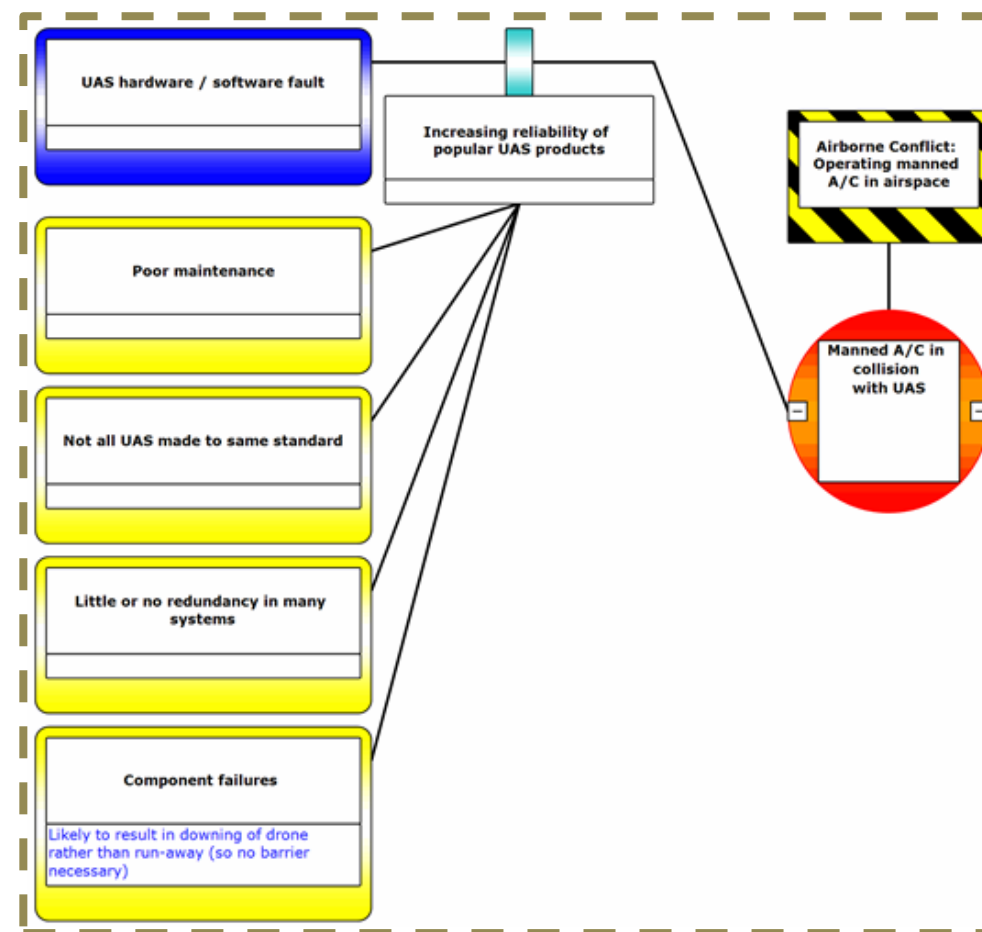 UAS hardware / software fault
Increasing reliability of
popular UAS products
Airborne Conflict:
Operating manned
A/C in airspace
Poor maintenance
Manned A/C in
collision
with UAS
Not all UAS made to same standard
Little or no redundancy in many
systems
Component failures
Likely to result in downing of drone
rather than run-away (so no barrier
necessary)